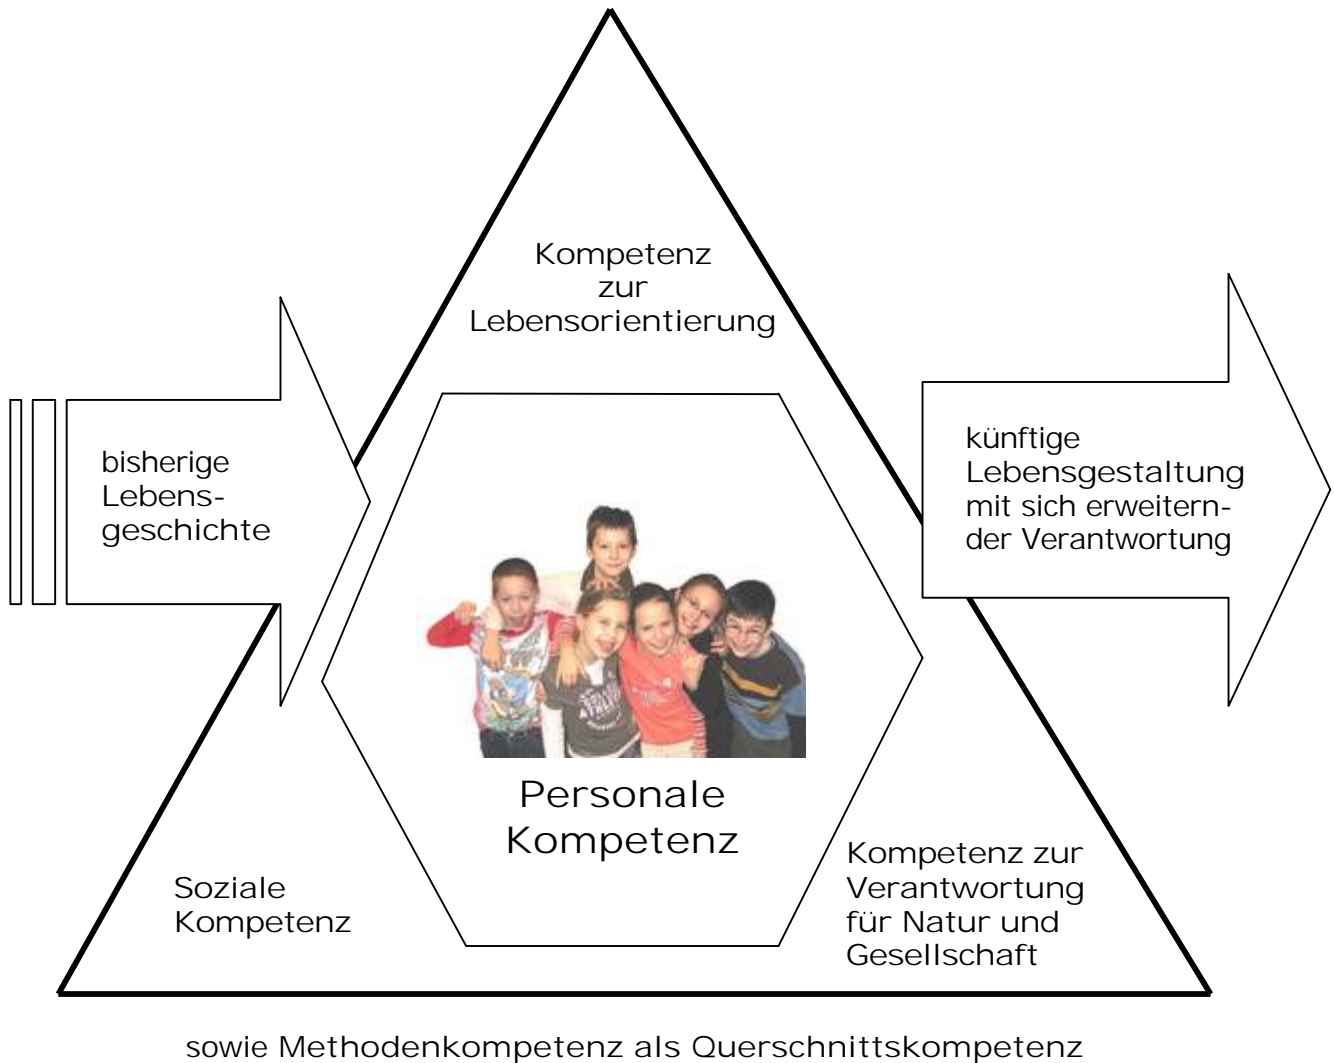 Kompetenz
zur
Lebensorientierung
bisherige
Lebens-
geschichte
künftige
Lebensgestaltung
mit sich erweitern-
der Verantwortung
Personale
Kompetenz
Soziale
Kompetenz
Kompetenz zur
Verantwortung
für Natur und
Gesellschaft
sowie Methodenkompetenz als Querschnittskompetenz